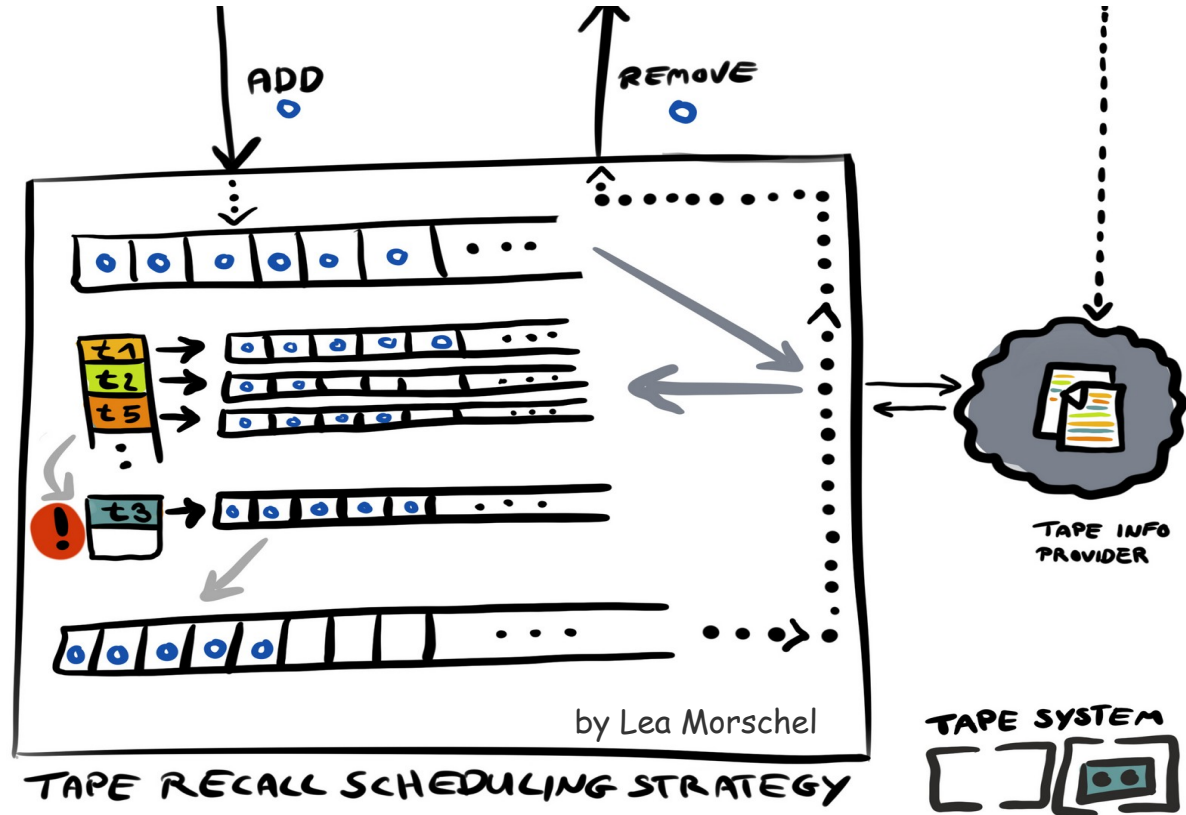 ADD
REMOVE
t1
t2
t5
t3
!
TAPE INFO
PROVIDER
by Lea Morschel
TAPE SYSTEM
TAPE RECALL SCHEDULING STRATEGY